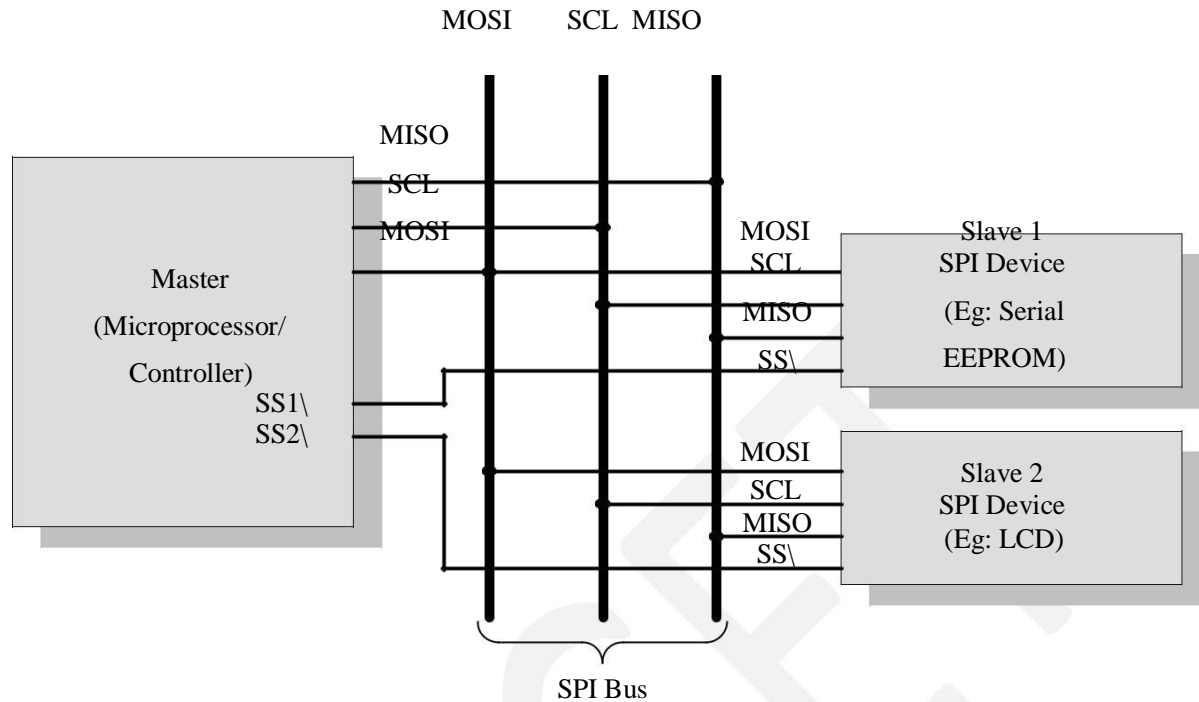 MOSI SCL MISO
MISO
SCL
MOSI
Master
(Microprocessor/
Controller)
SS1\
SS2\
MOSI
SCL
MISO
SS\
Slave 1
SPI Device
(Eg: Serial
EEPROM)
MOSI
SCL
MISO
SS\
Slave 2
SPI Device
(Eg: LCD)
SPI Bus